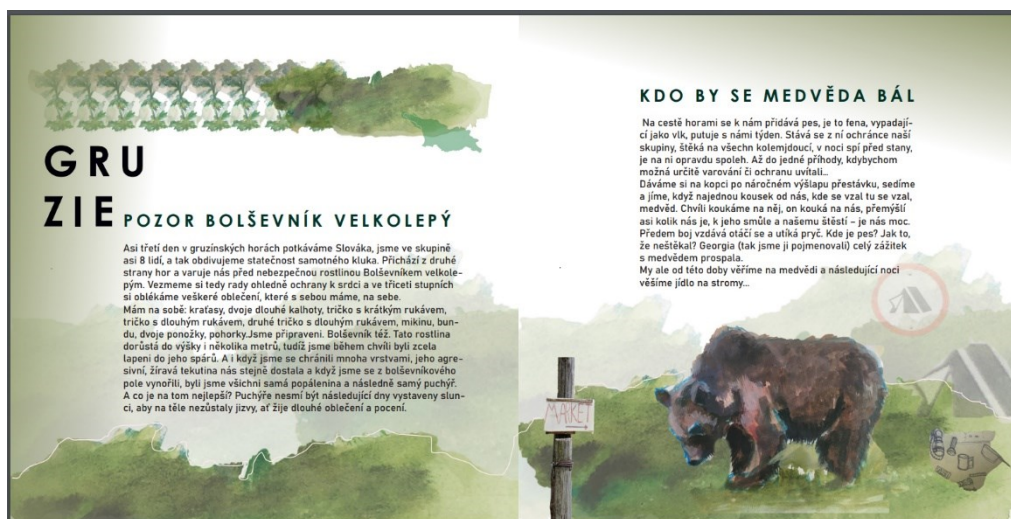 GRU
ZIE
POZOR BOLŠEVNÍK VELKOLEPÝ
Asi třetí den v gruzínských horách potkáváme Slováka, jsme ve skupině
asi 8 lidí, a tak obdivujeme statečnost samotného kluka. Přichází z druhé
strany hor a varuje nás před nebezpečnou rostlinou Bolševníkem velkole-
pým. Vezmeme si tedy rady ohledně ochrany k srdci a ve třiceti stupních
si oblékáme veškeré oblečení, které s sebou máme, na sebe.
Mám na sobě: kraťasy, dvoje dlouhé kalhoty, tričko s krátkým rukávem,
tričko s dlouhým rukávem, druhé tričko s dlouhým rukávem, mikinu, bun-
du, dvoje ponožky, pohorky.Jsme připraveni. Bolševník též. Tato rostlina
dorůstá do výšky i několika metrů, tudíž jsme během chvíli byli zcela
lapeni do jeho spárů. A i když jsme se chránili mnoha vrstvami, jeho agre-
sivní, žíravá tekutina nás stejně dostala a když jsme se z bolševníkového
pole vynořili, byli jsme všichni samá popálenina a následně samý puchýř.
A co je na tom nejlepší? Puchýře nesmí být následující dny vystaveny slun-
ci, aby na těle nezůstaly jizvy, ať žije dlouhé oblečení a pocení.
KDO BY SE MEDVĚDA BÁL
Na cestě horami se k nám přidává pes, je to fena, vypadají-
cí jako vlk, putuje s námi týden. Stává se z ní ochránce naší
skupiny, štěká na všechn kolemjdoucí, v noci spí před stany,
je na ni opravdu spoleh. Až do jedné příhody, kdybychom
možná určitě varování či ochranu uvítali...
Dáváme si na kopci po náročném výšlapu přestávku, sedíme
a jíme, když najednou kousek od nás, kde se vzal tu se vzal,
medvěd. Chvíli koukáme na něj, on kouká na nás, přemýšlí
asi kolik nás je, k jeho smůle a našemu štěstí – je nás moc.
Předem boj vzdává otáčí se a utíká pryč. Kde je pes? Jak to,
že neštěkal? Georgia (tak jsme ji pojmenovali) celý zážitek
s medvědem prospala.
My ale od této doby věříme na medvědi a následující noci
věšíme jídlo na stromy...
MARKET